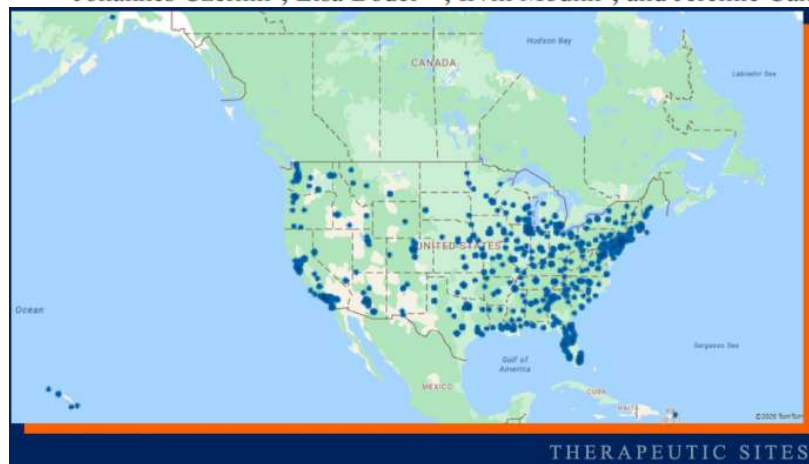 Hudson Bay
CANADA
Labrador Sea
UNITED STATES
Ocean
Sargasso Sea
Gulf of
America
MEXICO
CUBA
HAITI
©2026 TomTom
THERAPEUTIC SITES